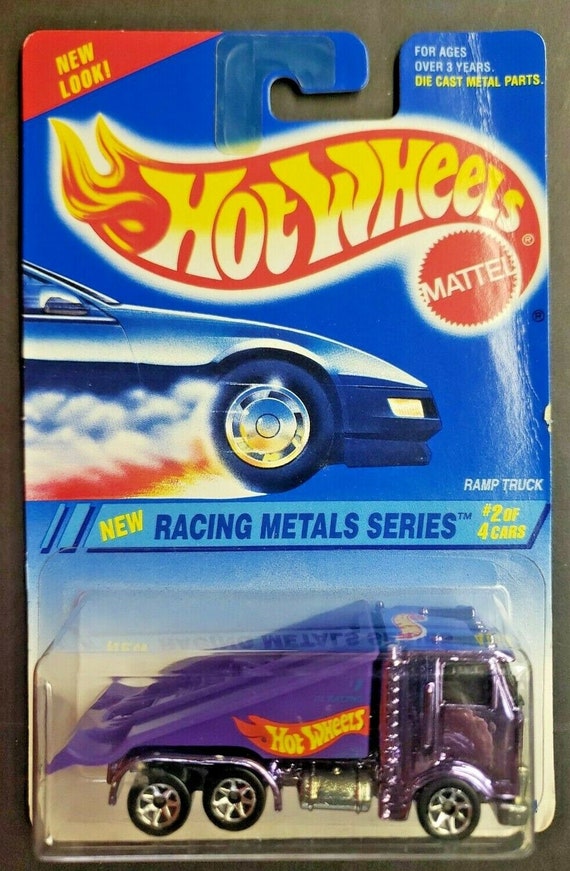 NEW
LOOK!
FOR AGES
OVER 3 YEARS.
DIE CAST METAL PARTS.
HOT WHEELS ®
MATTEL
®
RAMP TRUCK
NEW RACING METALS SERIES™ #2 OF
4 CARS
HOT WHEELS